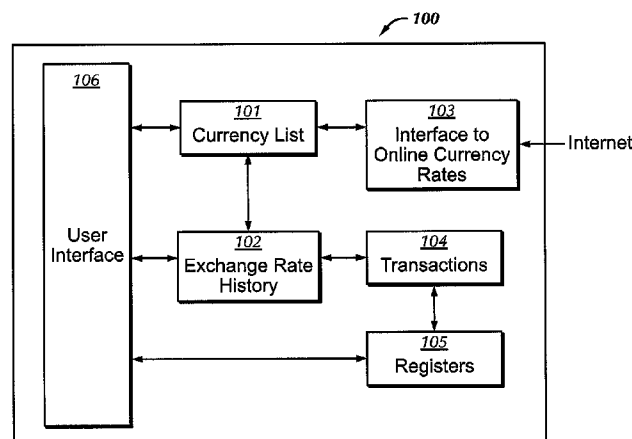 100
106
User
Interface
101
Currency List
103
Interface to
Online Currency
Rates
Internet
102
Exchange Rate
History
104
Transactions
105
Registers